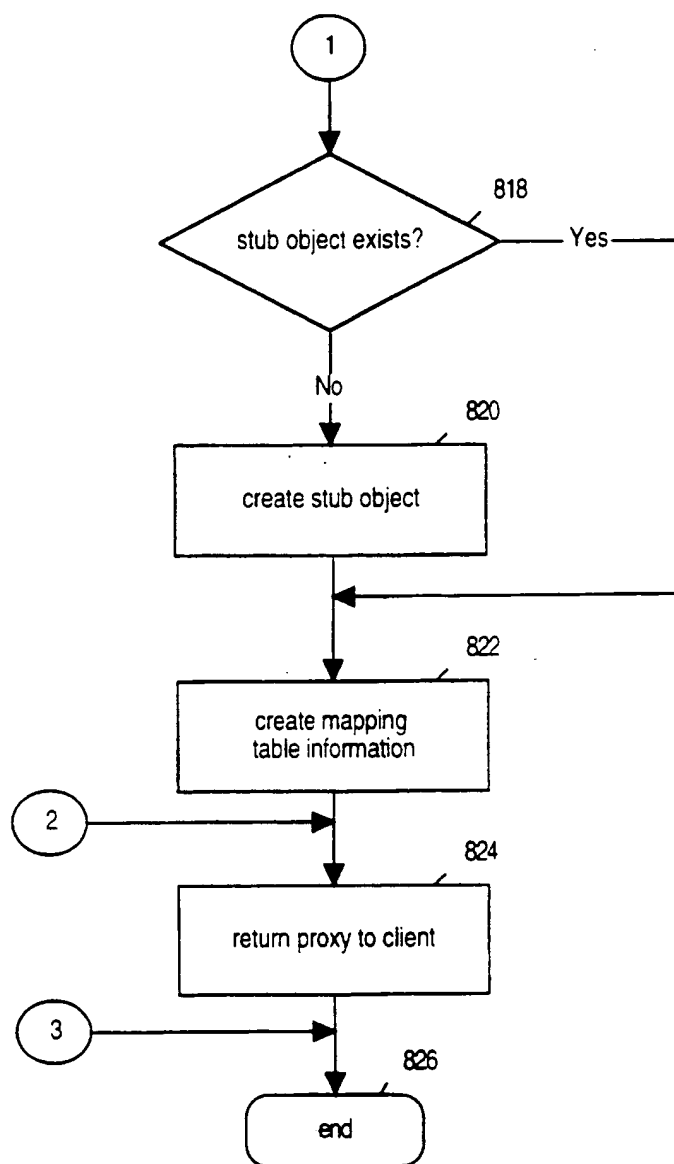 1
818
stub object exists?
Yes
No
820
create stub object
822
create mapping
table information
2
824
return proxy to client
3
826
end